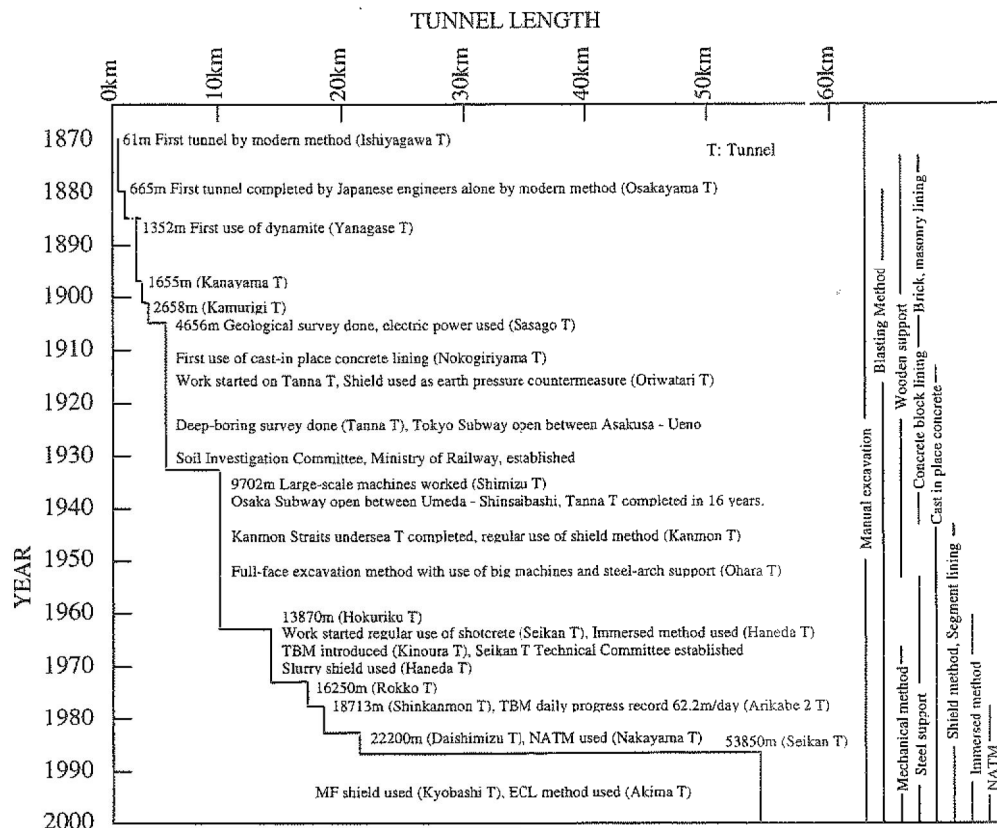 TUNNEL LENGTH
0km
10km
20km
30km
40km
50km
60km
YEAR
1870
1880
1890
1900
1910
1920
1930
1940
1950
1960
1970
1980
1990
2000
61m First tunnel by modern method (Ishiyagawa T)
T: Tunnel
665m First tunnel completed by Japanese engineers alone by modern method (Osakayama T)
1352m First use of dynamite (Yanagase T)
1655m (Kanayama T)
2658m (Kamurigi T)
4656m Geological survey done, electric power used (Sasago T)
First use of cast-in place concrete lining (Nokogiriyama T)
Work started on Tanna T, Shield used as earth pressure countermeasure (Oriwatari T)
Deep-boring survey done (Tanna T), Tokyo Subway open between Asakusa - Ueno
Soil Investigation Committee, Ministry of Railway, established
9702m Large-scale machines worked (Shimizu T)
Osaka Subway open between Umeda - Shinsaibashi, Tanna T completed in 16 years.
Kanmon Straits undersea T completed, regular use of shield method (Kanmon T)
Full-face excavation method with use of big machines and steel-arch support (Ohara T)
13870m (Hokuriku T)
Work started regular use of shotcrete (Seikan T), Immersed method used (Haneda T)
TBM introduced (Kinoura T), Seikan T Technical Committee established
Slurry shield used (Haneda T)
16250m (Rokko T)
18713m (Shinkanmon T), TBM daily progress record 62.2m/day (Arikabe 2 T)
22200m (Daishimizu T), NATM used (Nakayama T)
53850m (Seikan T)
MF shield used (Kyobashi T), ECL method used (Akima T)
Manual excavation
Blasting Method
Mechanical method
Wooden support
Steel support
Concrete block lining
Brick, masonry lining
Cast in place concrete
Shield method, Segment lining
Immersed method
NATM